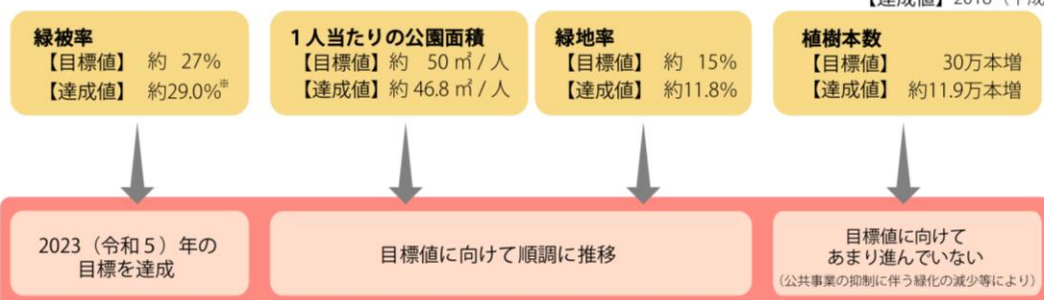 【達成値】2018（平成
緑被率
【目標値】 約 27%
【達成値】 約29.0%※
１人当たりの公園面積
【目標値】約 50 ㎡ / 人
【達成値】約 46.8 ㎡ / 人
緑地率
【目標値】 約 15%
【達成値】 約11.8%
植樹本数
【目標値】 30万本増
【達成値】 約11.9万本増
2023（令和５）年の
目標を達成
目標値に向けて順調に推移
目標値に向けて
あまり進んでいない
（公共事業の抑制に伴う緑化の減少等により）